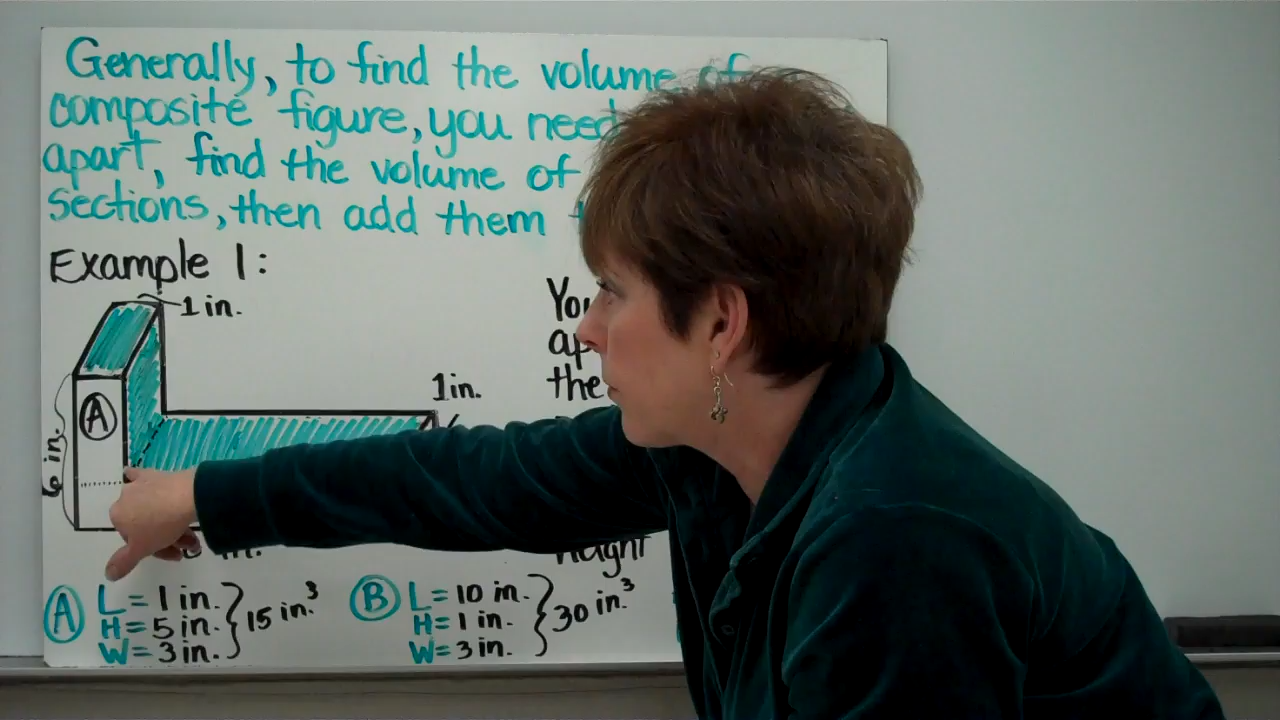 Generally, to find the volume of
composite figure, you need
apart, find the volume of
sections, then add them
Example 1:
1 in.
1in.
A
6 in.
the
in.
height
A L = 1 in. H = 5 in. W = 3 in. 15 in.³
B L = 10 in. H = 1 in. W = 3 in. 30 in.³